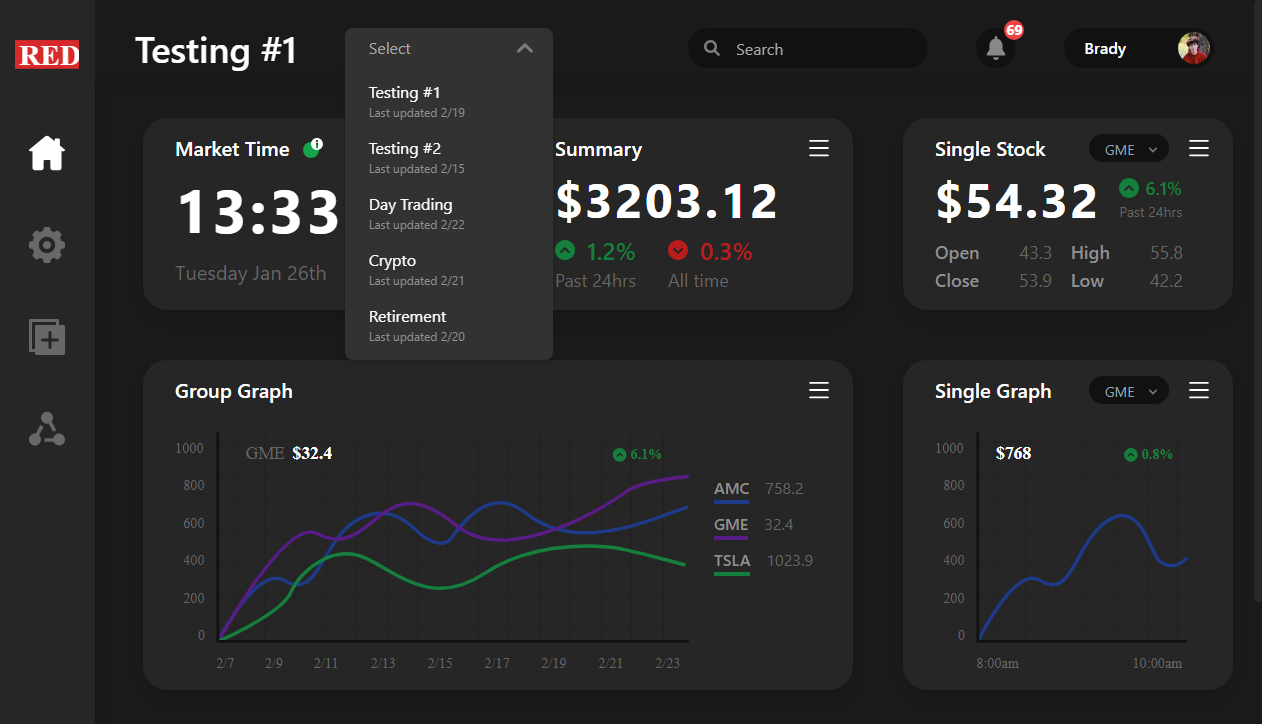 RED
Testing #1
Select
Testing #1
Last updated 2/19
Testing #2
Last updated 2/15
Day Trading
Last updated 2/22
Crypto
Last updated 2/21
Retirement
Last updated 2/20
Search
69
Brady
Market Time
i
13:33
Tuesday Jan 26th
Summary
$3203.12
1.2%
Past 24hrs
0.3%
All time
Single Stock
GME
$54.32
6.1%
Past 24hrs
Open 43.3 High 55.8
Close 53.9 Low 42.2
Group Graph
GME $32.4
6.1%
1000
800
600
400
200
0
2/7 2/9 2/11 2/13 2/15 2/17 2/19 2/21 2/23
AMC 758.2
GME 32.4
TSLA 1023.9
Single Graph
GME
$768
0.8%
1000
800
600
400
200
0
8:00am 10:00am